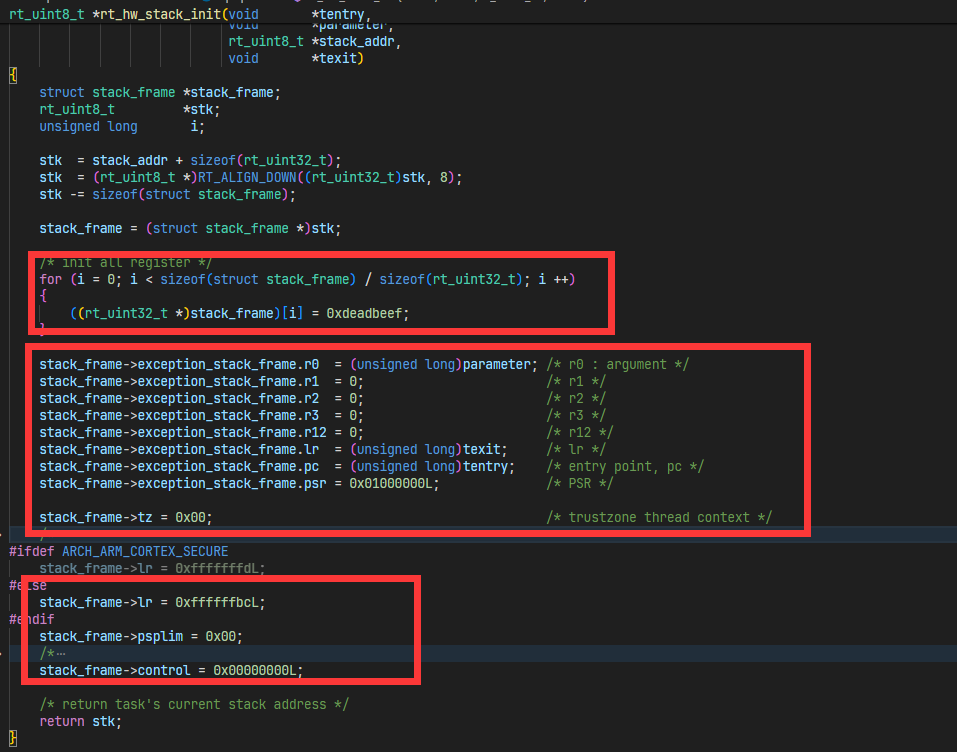 rt_uint8_t *rt_hw_stack_init(void       *tentry,
                             void       *parameter,
                             rt_uint8_t *stack_addr,
                             void       *texit)
{
    struct stack_frame *stack_frame;
    rt_uint8_t         *stk;
    unsigned long       i;

    stk  = stack_addr + sizeof(rt_uint32_t);
    stk  = (rt_uint8_t *)RT_ALIGN_DOWN((rt_uint32_t)stk, 8);
    stk -= sizeof(struct stack_frame);

    stack_frame = (struct stack_frame *)stk;

    /* init all register */
    for (i = 0; i < sizeof(struct stack_frame) / sizeof(rt_uint32_t); i ++)
    {
        ((rt_uint32_t *)stack_frame)[i] = 0xdeadbeef;
    }

    stack_frame->exception_stack_frame.r0  = (unsigned long)parameter; /* r0 : argument */
    stack_frame->exception_stack_frame.r1  = 0;                        /* r1 */
    stack_frame->exception_stack_frame.r2  = 0;                        /* r2 */
    stack_frame->exception_stack_frame.r3  = 0;                        /* r3 */
    stack_frame->exception_stack_frame.r12 = 0;                        /* r12 */
    stack_frame->exception_stack_frame.lr  = (unsigned long)texit;     /* lr */
    stack_frame->exception_stack_frame.pc  = (unsigned long)tentry;    /* entry point, pc */
    stack_frame->exception_stack_frame.psr = 0x01000000L;              /* PSR */

    stack_frame->tz = 0x00;                                            /* trustzone thread context */
#ifdef ARCH_ARM_CORTEX_SECURE
    stack_frame->lr = 0xfffffffdL;
#else
    stack_frame->lr = 0xffffffbcL;
#endif
    stack_frame->psplim = 0x00;
    /*⋯
    stack_frame->control = 0x00000000L;

    /* return task's current stack address */
    return stk;
}